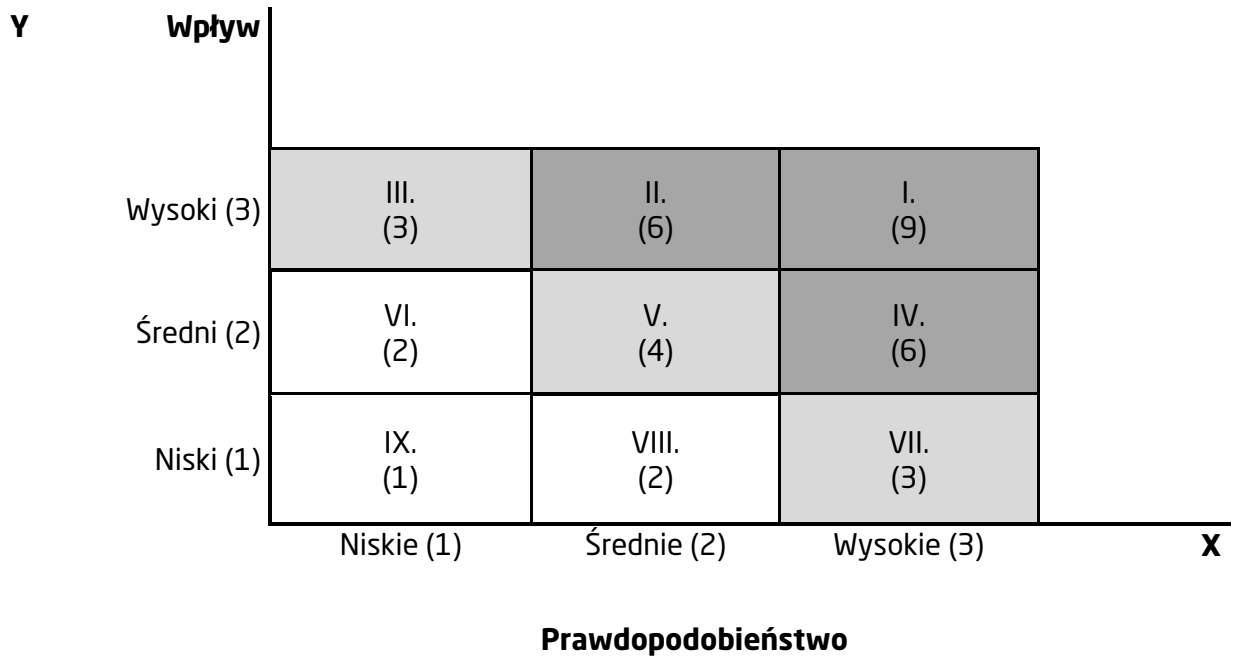 Y Wpływ
Wysoki (3)
III.
(3)
II.
(6)
I.
(9)
Średni (2)
VI.
(2)
V.
(4)
IV.
(6)
Niski (1)
IX.
(1)
VIII.
(2)
VII.
(3)
Niskie (1) Średnie (2) Wysokie (3) X
Prawdopodobieństwo